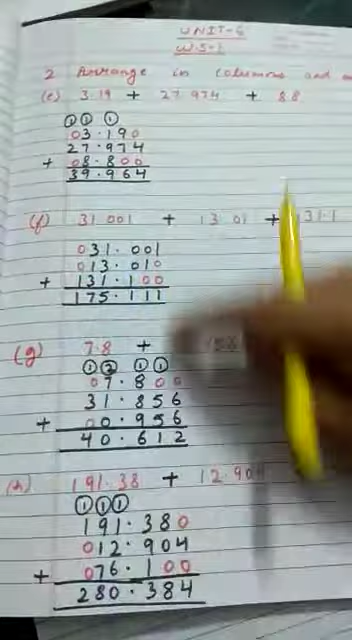 UNIT-6
W.S-1
2 Arrange in columns and
(e) 3.19 + 27.974 + 8.8
1 1 1
03.190
27.974
+ 08.800
39.964
(f) 31.001 + 13.01 + 131.1
031.001
013.010
+ 131.100
175.111
(g) 7.8 +
1 2 1 1
07.800
31.856
+ 00.956
40.612
(h) 191.38 + 12.904
1 1 1
191.380
012.904
+ 076.100
280.384